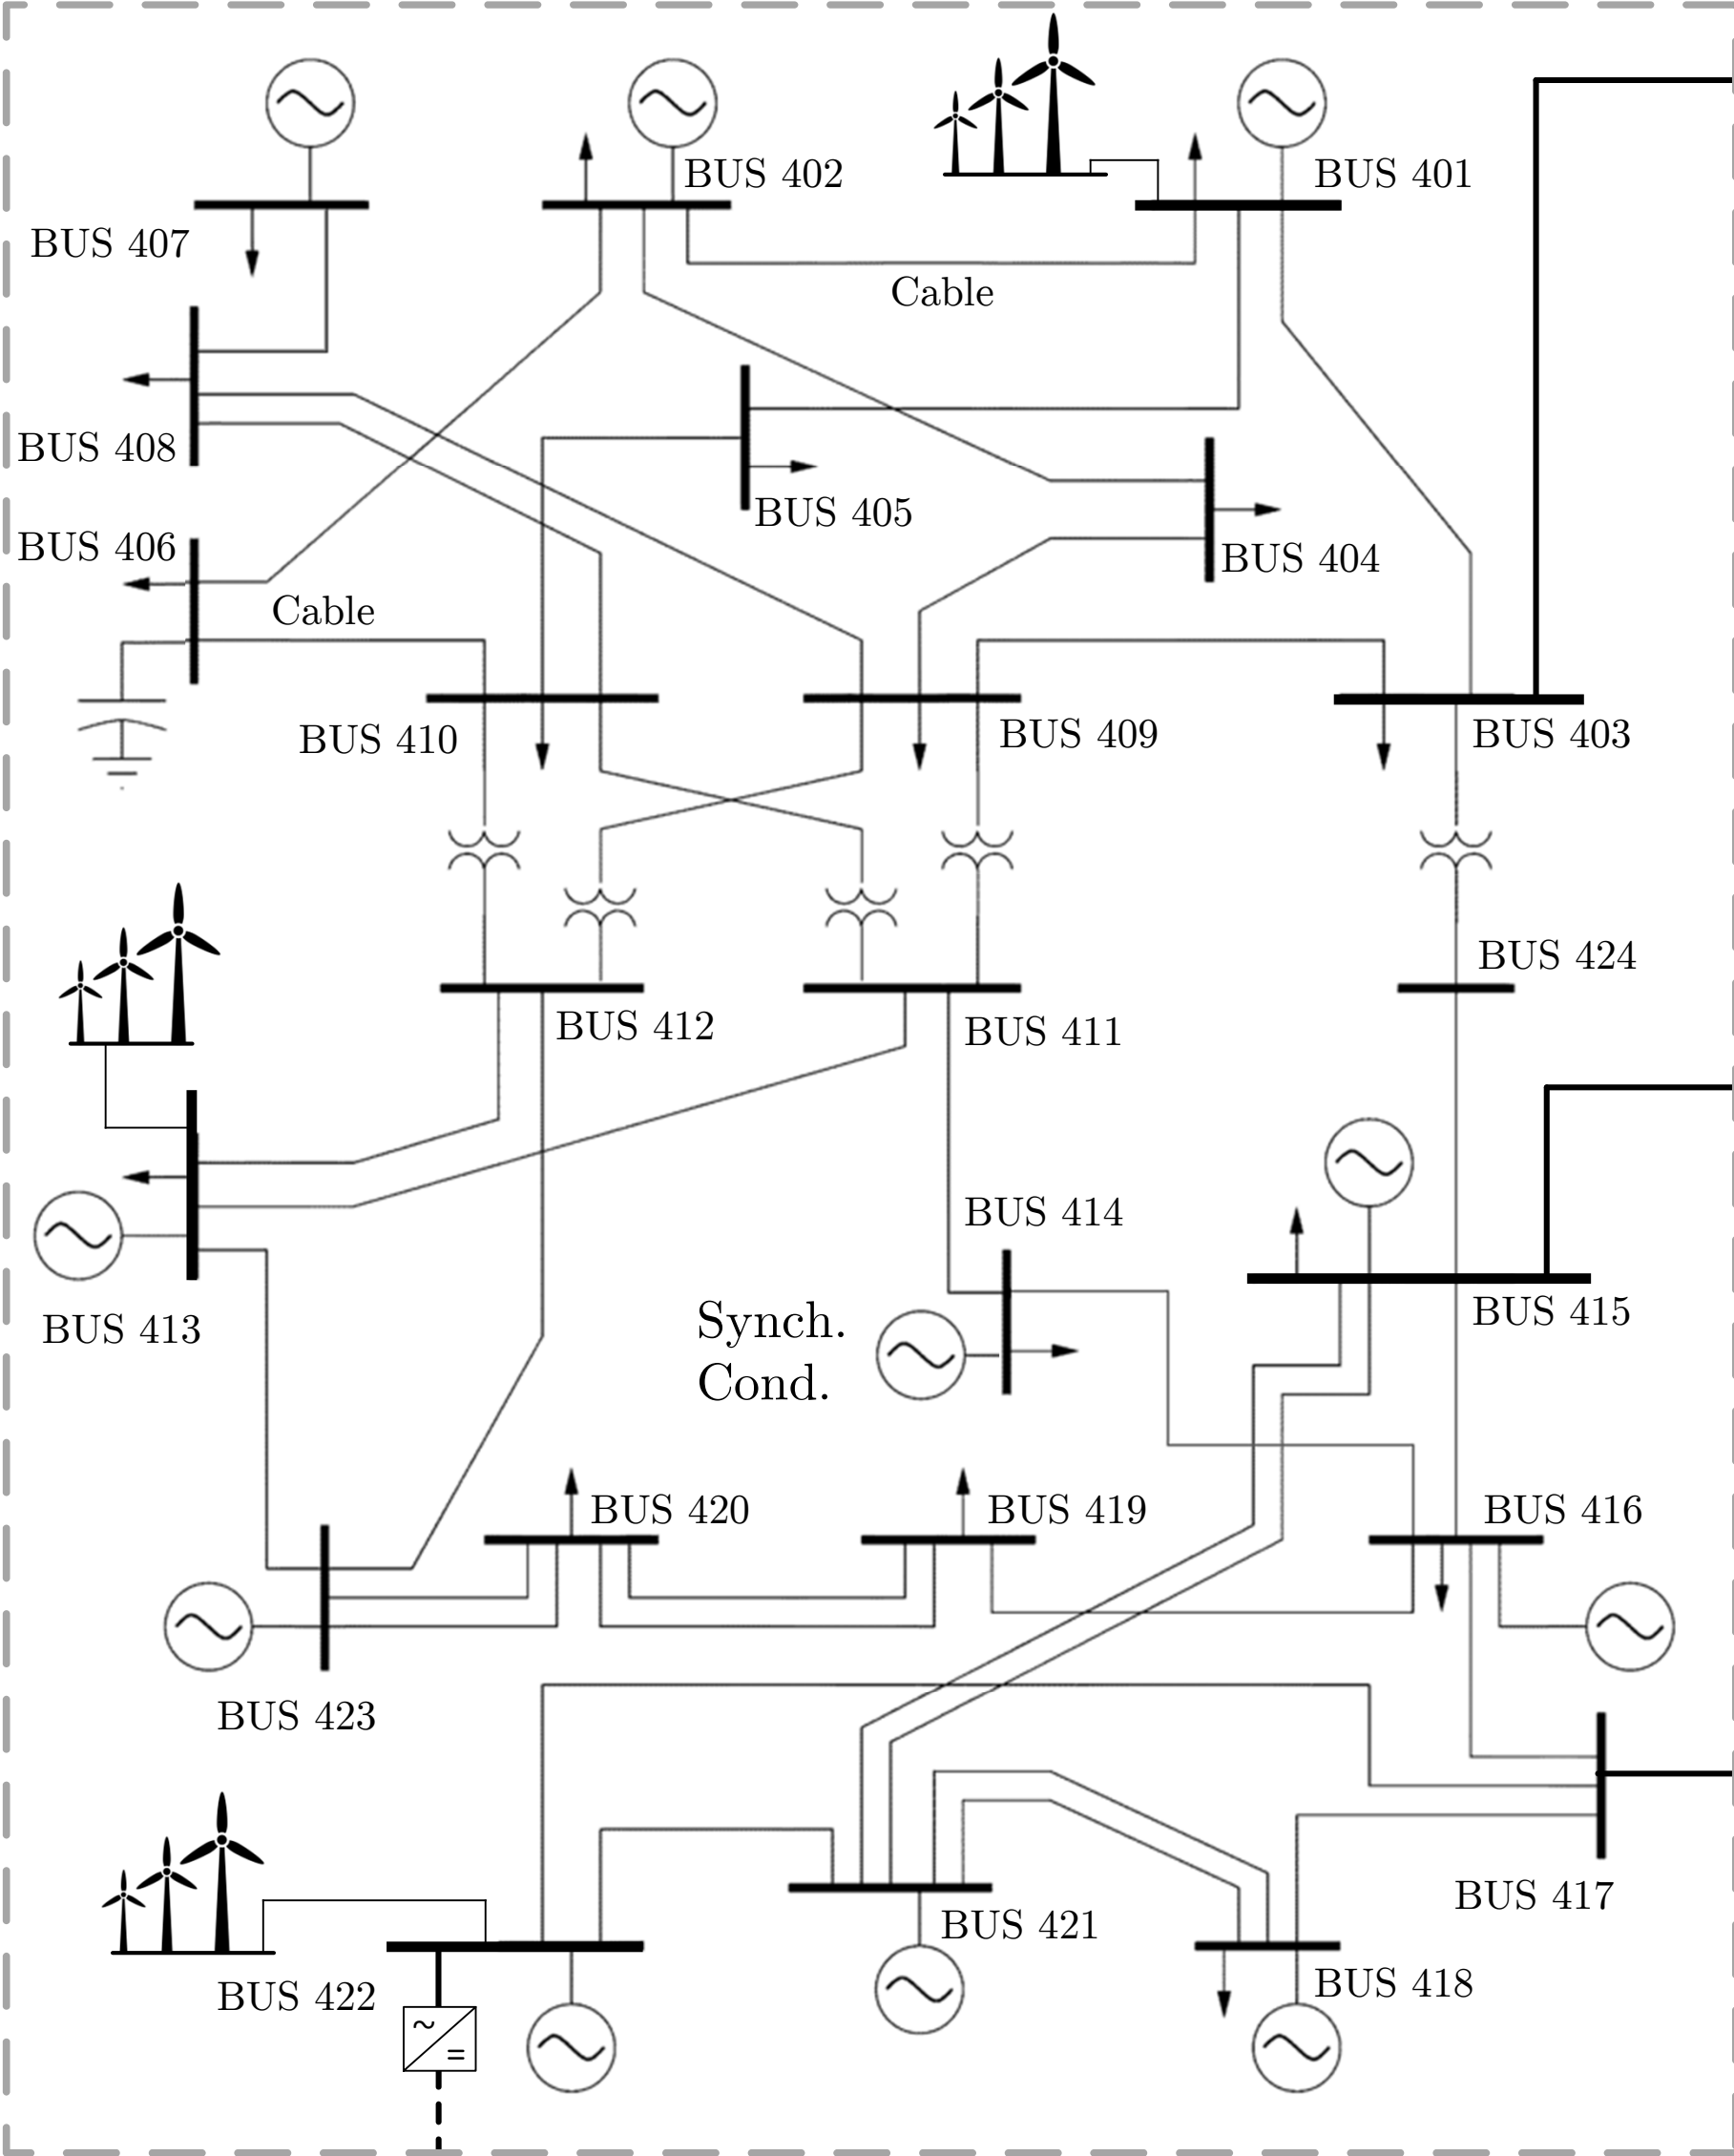 BUS 402
BUS 401
BUS 407
Cable
BUS 408
BUS 405
BUS 406
BUS 404
Cable
BUS 410
BUS 409
BUS 403
BUS 424
BUS 412
BUS 411
BUS 414
BUS 415
BUS 413
Synch.
Cond.
BUS 420
BUS 419
BUS 416
BUS 423
BUS 417
BUS 421
BUS 422
BUS 418
~
=